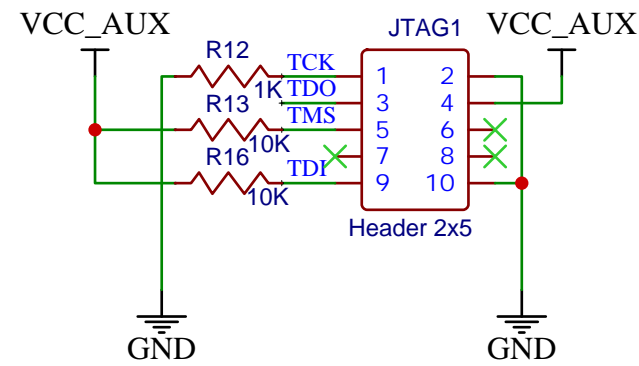 VCC_AUX
JTAG1
VCC_AUX
R12
TCK
1
2
1K
TDO
3
4
R13
TMS
5
6
10K
7
8
R16
TDI
9
10
10K
Header 2x5
GND
GND